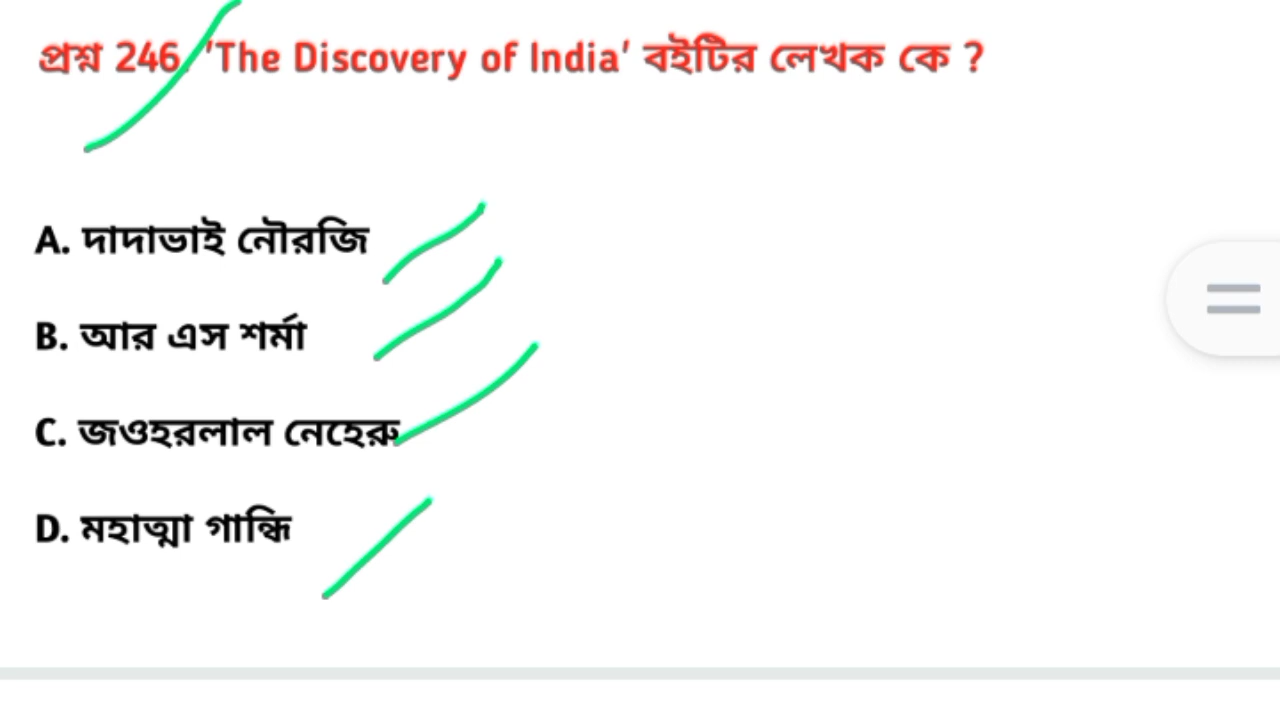 প্রশ্ন 246. 'The Discovery of India' বইটির লেখক কে ?
A. দাদাভাই নৌরজি
B. আর এস শর্মা
C. জওহরলাল নেহেরু
D. মহাত্মা গান্ধি